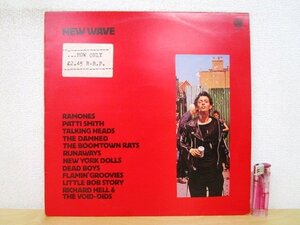 NEW WAVE
...NOW ONLY
£2.49 R.R.P.
RAMONES
PATTI SMITH
TALKING HEADS
THE DAMNED
THE BOOMTOWN RATS
RUNAWAYS
NEW YORK DOLLS
DEAD BOYS
FLAMIN' GROOVIES
LITTLE BOB STORY
RICHARD HELL &
THE VOID-OIDS